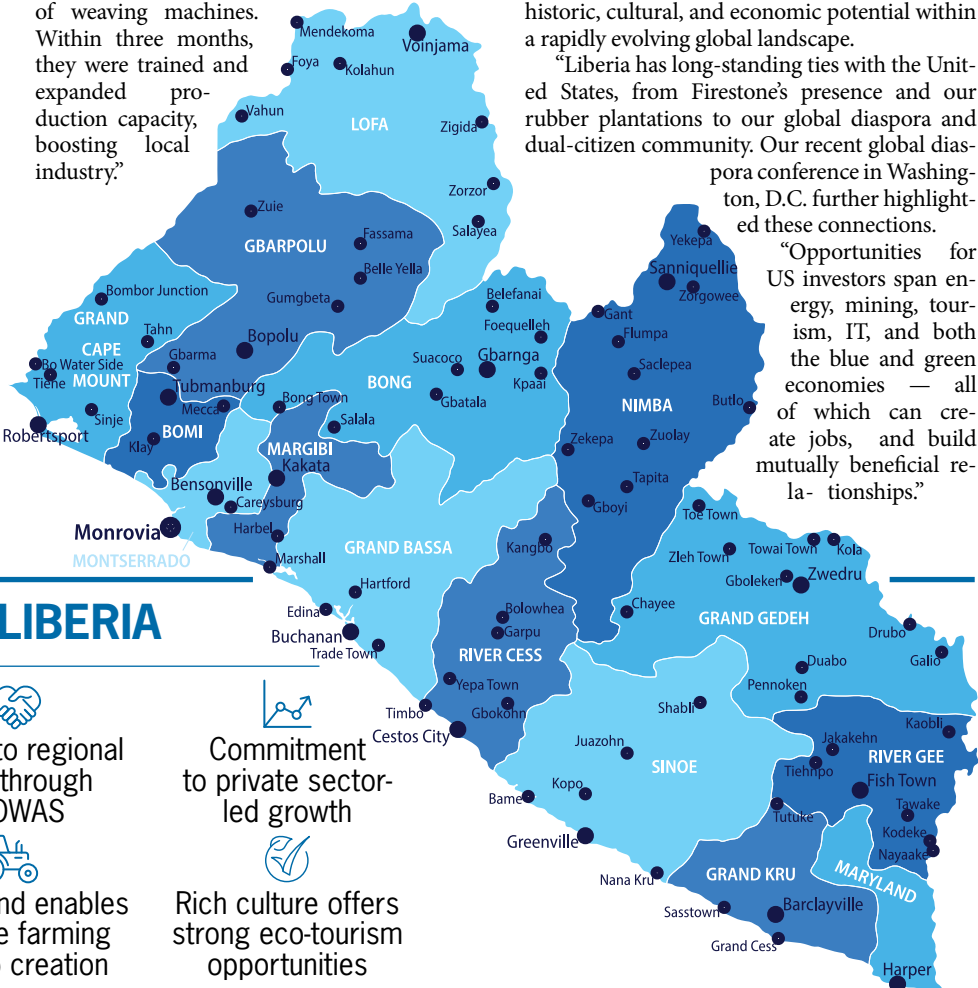 of weaving machines.
Within three months,
they were trained and
expanded pro-
duction capacity,
boosting local
industry.”
historic, cultural, and economic potential within
a rapidly evolving global landscape.
“Liberia has long-standing ties with the Unit-
ed States, from Firestone’s presence and our
rubber plantations to our global diaspora and
dual-citizen community. Our recent global dias-
pora conference in Washing-
ton, D.C. further highlight-
ed these connections.
“Opportunities for
US investors span en-
ergy, mining, tour-
ism, IT, and both
the blue and green
economies — all
of which can cre-
ate jobs, and build
mutually beneficial re-
la- tionships.”
Mendekoma
Voinjama
Foya
Kolahun
Vahun
LOFA
Zigida
Zorzor
Salayea
Zuie
GBARPOLU
Fassama
Belle Yella
Gumgbeta
Bopolu
Bombor Junction
GRAND
CAPE
MOUNT
Tahn
Gbarma
Bo Water Side
Tiene
Sinje
Robertsport
Tubmanburg
Mecca
BOMI
Klay
Belefanai
Foequelleh
Suacoco
Gbarnga
BONG
Kpaai
Gbatala
Bong Town
Salala
MARGIBI
Kakata
Bensonville
Careysburg
Monrovia
MONTSERRADO
Harbel
Marshall
Yekepa
Sanniquellie
Zorgowee
Gant
Flumpa
Saclepea
NIMBA
Butlo
Zekepa
Zuolay
Tapita
Gboyi
GRAND BASSA
Kangbo
Hartford
Edina
Buchanan
Trade Town
Bolowhea
Garpu
RIVER CESS
Yepa Town
Timbo
Gbokohn
Cestos City
Toe Town
Zleh Town
Towai Town
Kola
Gboleken
Zwedru
Chayee
GRAND GEDEH
Drubo
Galio
Duabo
Pennoken
Shabli
Juazohn
SINOE
Kopo
Bame
Greenville
Nana Kru
Kaobli
Jakakehn
RIVER GEE
Tiehnpo
Fish Town
Tutuke
Tawake
Kodeke
Nayaake
GRAND KRU
MARYLAND
Sasstown
Barclayville
Grand Cess
Harper
LIBERIA
to regional
through
OWAS
Commitment
to private sector-
led growth
nd enables
e farming
creation
Rich culture offers
strong eco-tourism
opportunities